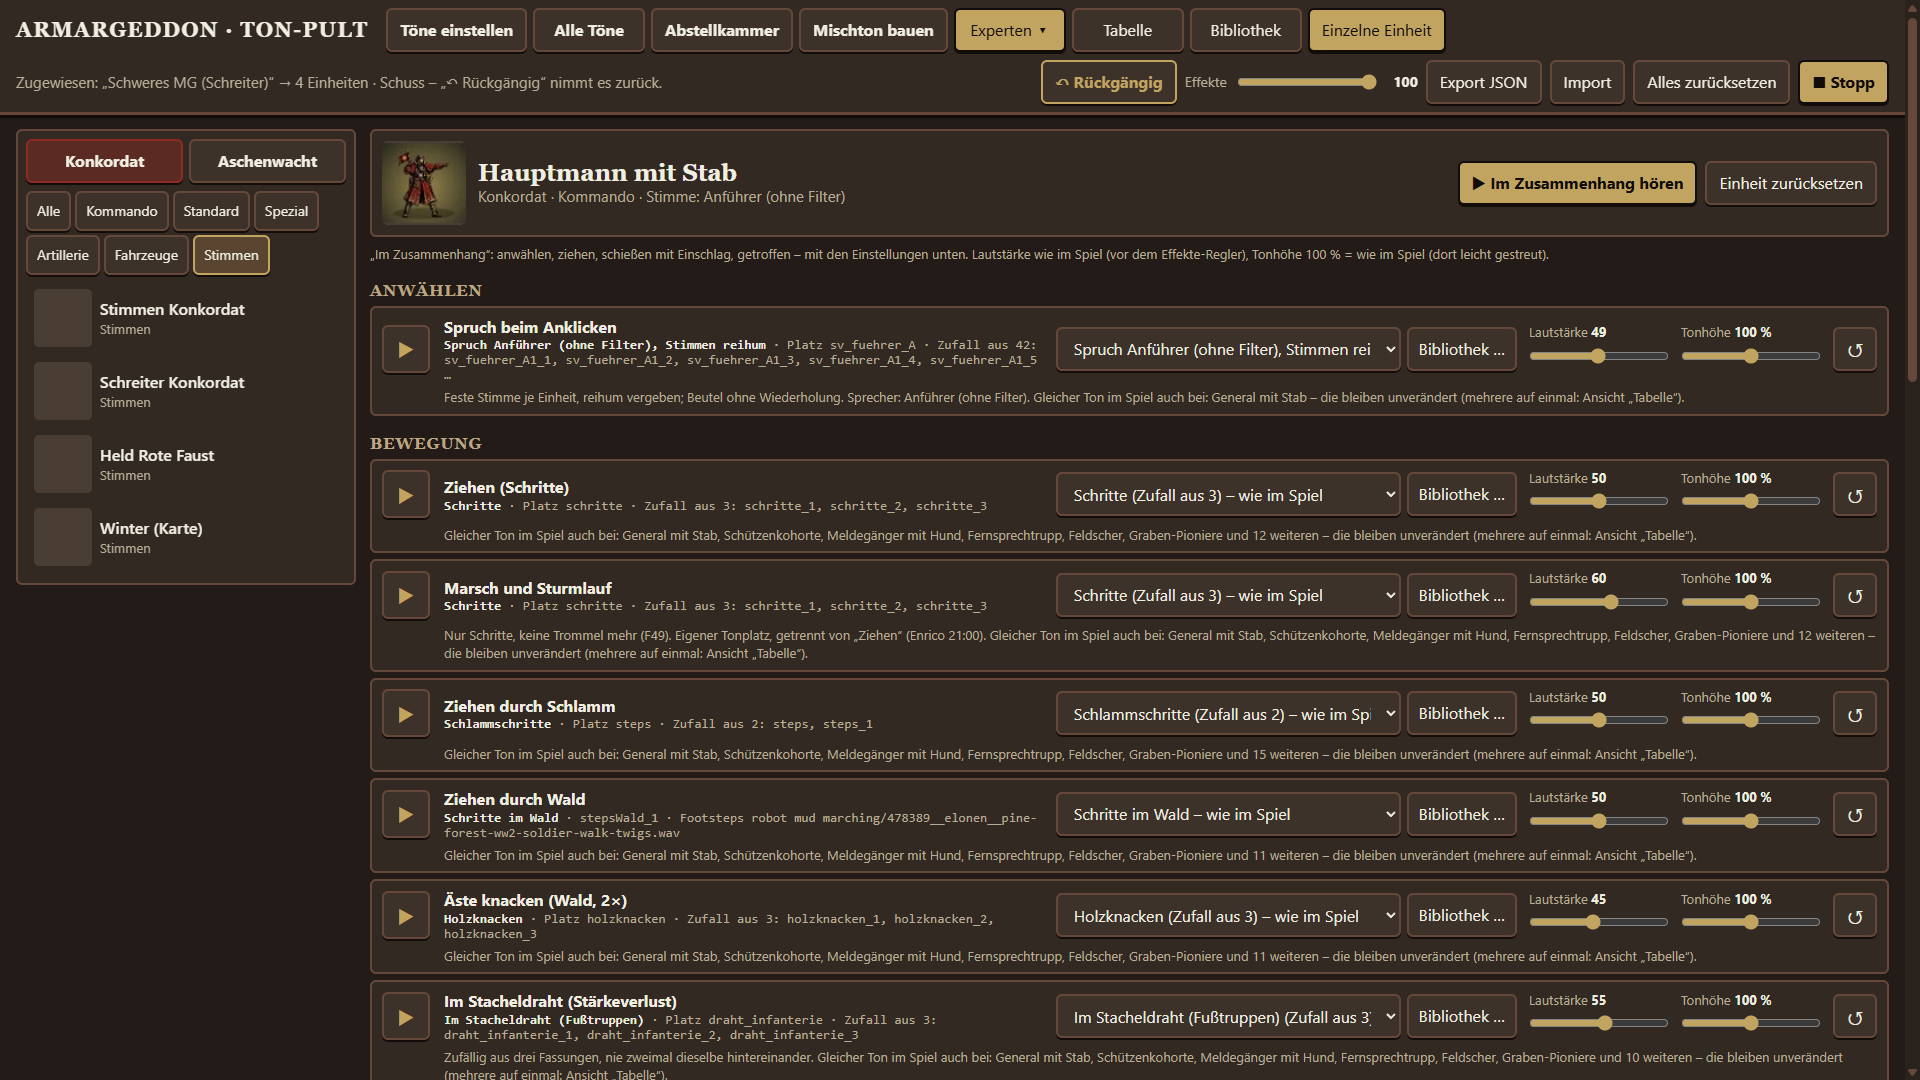 ARMARGEDDON · TON-PULT
Töne einstellen
Alle Töne
Abstellkammer
Mischton bauen
Experten ▾
Tabelle
Bibliothek
Einzelne Einheit
Zugewiesen: „Schweres MG (Schreiter)“ → 4 Einheiten · Schuss – „↶ Rückgängig“ nimmt es zurück.
↶ Rückgängig
Effekte 100
Export JSON
Import
Alles zurücksetzen
■ Stopp
Konkordat
Aschenwacht
Alle
Kommando
Standard
Spezial
Artillerie
Fahrzeuge
Stimmen
Stimmen Konkordat
Stimmen
Schreiter Konkordat
Stimmen
Held Rote Faust
Stimmen
Winter (Karte)
Stimmen
Hauptmann mit Stab
Konkordat · Kommando · Stimme: Anführer (ohne Filter)
▶ Im Zusammenhang hören
Einheit zurücksetzen
„Im Zusammenhang“: anwählen, ziehen, schießen mit Einschlag, getroffen – mit den Einstellungen unten. Lautstärke wie im Spiel (vor dem Effekte-Regler), Tonhöhe 100 % = wie im Spiel (dort leicht gestreut).
ANWÄHLEN
Spruch beim Anklicken
Spruch Anführer (ohne Filter), Stimmen reihum · Platz sv_fuehrer_A · Zufall aus 42:
sv_fuehrer_A1_1, sv_fuehrer_A1_2, sv_fuehrer_A1_3, sv_fuehrer_A1_4, sv_fuehrer_A1_5
…
Spruch Anführer (ohne Filter), Stimmen rei
Bibliothek ...
Lautstärke 49
Tonhöhe 100 %
↺
Feste Stimme je Einheit, reihum vergeben; Beutel ohne Wiederholung. Sprecher: Anführer (ohne Filter). Gleicher Ton im Spiel auch bei: General mit Stab – die bleiben unverändert (mehrere auf einmal: Ansicht „Tabelle“).
BEWEGUNG
Ziehen (Schritte)
Schritte · Platz schritte · Zufall aus 3: schritte_1, schritte_2, schritte_3
Schritte (Zufall aus 3) – wie im Spiel
Bibliothek ...
Lautstärke 50
Tonhöhe 100 %
↺
Gleicher Ton im Spiel auch bei: General mit Stab, Schützenkohorte, Meldegänger mit Hund, Fernsprechtrupp, Feldscher, Graben-Pioniere und 12 weiteren – die bleiben unverändert (mehrere auf einmal: Ansicht „Tabelle“).
Marsch und Sturmlauf
Schritte · Platz schritte · Zufall aus 3: schritte_1, schritte_2, schritte_3
Schritte (Zufall aus 3) – wie im Spiel
Bibliothek ...
Lautstärke 60
Tonhöhe 100 %
↺
Nur Schritte, keine Trommel mehr (F49). Eigener Tonplatz, getrennt von „Ziehen“ (Enrico 21:00). Gleicher Ton im Spiel auch bei: General mit Stab, Schützenkohorte, Meldegänger mit Hund, Fernsprechtrupp, Feldscher, Graben-Pioniere und 12 weiteren –
die bleiben unverändert (mehrere auf einmal: Ansicht „Tabelle“).
Ziehen durch Schlamm
Schlammschritte · Platz steps · Zufall aus 2: steps, steps_1
Schlammschritte (Zufall aus 2) – wie im Spi
Bibliothek ...
Lautstärke 50
Tonhöhe 100 %
↺
Gleicher Ton im Spiel auch bei: General mit Stab, Schützenkohorte, Meldegänger mit Hund, Fernsprechtrupp, Feldscher, Graben-Pioniere und 15 weiteren – die bleiben unverändert (mehrere auf einmal: Ansicht „Tabelle“).
Ziehen durch Wald
Schritte im Wald · stepsWald_1 · Footsteps robot mud marching/478389__elonen__pine-
forest-ww2-soldier-walk-twigs.wav
Schritte im Wald – wie im Spiel
Bibliothek ...
Lautstärke 50
Tonhöhe 100 %
↺
Gleicher Ton im Spiel auch bei: General mit Stab, Schützenkohorte, Meldegänger mit Hund, Fernsprechtrupp, Feldscher, Graben-Pioniere und 11 weiteren – die bleiben unverändert (mehrere auf einmal: Ansicht „Tabelle“).
Äste knacken (Wald, 2×)
Holzknacken · Platz holzknacken · Zufall aus 3: holzknacken_1, holzknacken_2,
holzknacken_3
Holzknacken (Zufall aus 3) – wie im Spiel
Bibliothek ...
Lautstärke 45
Tonhöhe 100 %
↺
Gleicher Ton im Spiel auch bei: General mit Stab, Schützenkohorte, Meldegänger mit Hund, Fernsprechtrupp, Feldscher, Graben-Pioniere und 11 weiteren – die bleiben unverändert (mehrere auf einmal: Ansicht „Tabelle“).
Im Stacheldraht (Stärkeverlust)
Im Stacheldraht (Fußtruppen) · Platz draht_infanterie · Zufall aus 3:
draht_infanterie_1, draht_infanterie_2, draht_infanterie_3
Im Stacheldraht (Fußtruppen) (Zufall aus 3)
Bibliothek ...
Lautstärke 55
Tonhöhe 100 %
↺
Zufällig aus drei Fassungen, nie zweimal dieselbe hintereinander. Gleicher Ton im Spiel auch bei: General mit Stab, Schützenkohorte, Meldegänger mit Hund, Fernsprechtrupp, Feldscher, Graben-Pioniere und 10 weiteren – die bleiben unverändert
(mehrere auf einmal: Ansicht „Tabelle“).